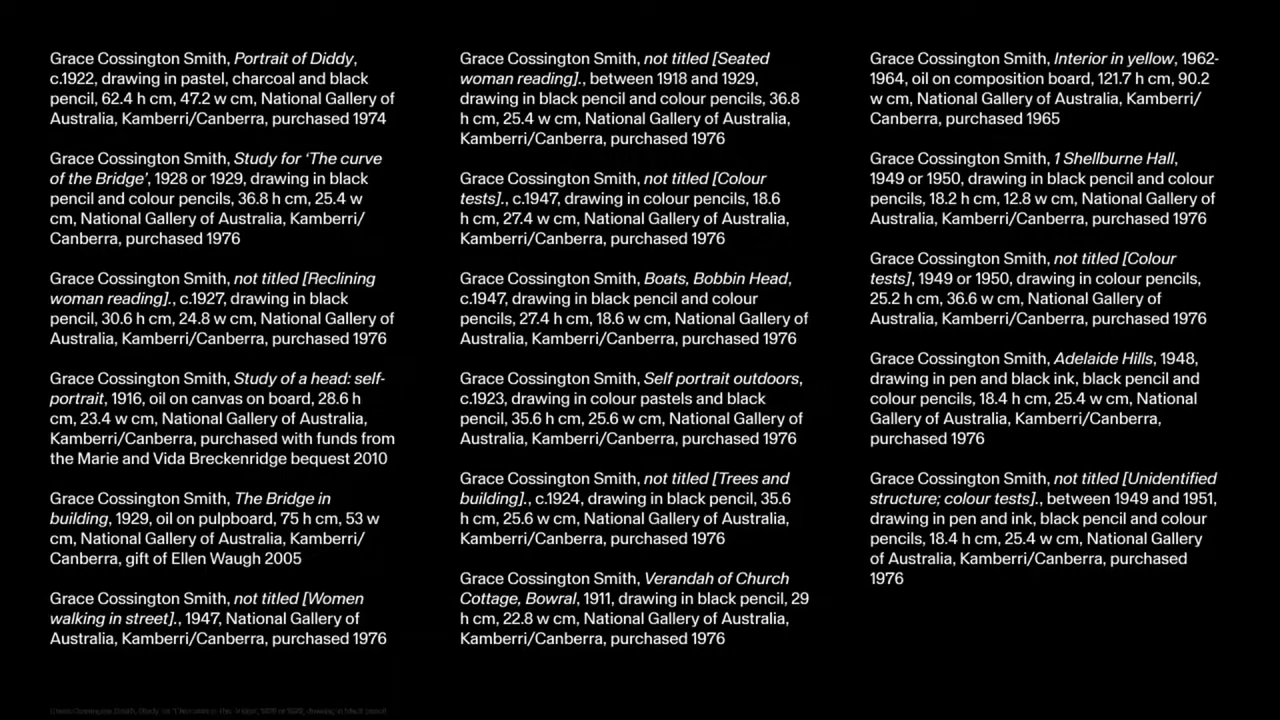 Grace Cossington Smith, Portrait of Diddy,
c.1922, drawing in pastel, charcoal and black
pencil, 62.4 h cm, 47.2 w cm, National Gallery of
Australia, Kamberri/Canberra, purchased 1974
Grace Cossington Smith, Study for ‘The curve
of the Bridge’, 1928 or 1929, drawing in black
pencil and colour pencils, 36.8 h cm, 25.4 w
cm, National Gallery of Australia, Kamberri/
Canberra, purchased 1976
Grace Cossington Smith, not titled [Reclining
woman reading]., c.1927, drawing in black
pencil, 30.6 h cm, 24.8 w cm, National Gallery of
Australia, Kamberri/Canberra, purchased 1976
Grace Cossington Smith, Study of a head: self-
portrait, 1916, oil on canvas on board, 28.6 h
cm, 23.4 w cm, National Gallery of Australia,
Kamberri/Canberra, purchased with funds from
the Marie and Vida Breckenridge bequest 2010
Grace Cossington Smith, The Bridge in
building, 1929, oil on pulpboard, 75 h cm, 53 w
cm, National Gallery of Australia, Kamberri/
Canberra, gift of Ellen Waugh 2005
Grace Cossington Smith, not titled [Women
walking in street]., 1947, National Gallery of
Australia, Kamberri/Canberra, purchased 1976
Grace Cossington Smith, not titled [Seated
woman reading]., between 1918 and 1929,
drawing in black pencil and colour pencils, 36.8
h cm, 25.4 w cm, National Gallery of Australia,
Kamberri/Canberra, purchased 1976
Grace Cossington Smith, not titled [Colour
tests]., c.1947, drawing in colour pencils, 18.6
h cm, 27.4 w cm, National Gallery of Australia,
Kamberri/Canberra, purchased 1976
Grace Cossington Smith, Boats, Bobbin Head,
c.1947, drawing in black pencil and colour
pencils, 27.4 h cm, 18.6 w cm, National Gallery of
Australia, Kamberri/Canberra, purchased 1976
Grace Cossington Smith, Self portrait outdoors,
c.1923, drawing in colour pastels and black
pencil, 35.6 h cm, 25.6 w cm, National Gallery of
Australia, Kamberri/Canberra, purchased 1976
Grace Cossington Smith, not titled [Trees and
building]., c.1924, drawing in black pencil, 35.6
h cm, 25.6 w cm, National Gallery of Australia,
Kamberri/Canberra, purchased 1976
Grace Cossington Smith, Verandah of Church
Cottage, Bowral, 1911, drawing in black pencil, 29
h cm, 22.8 w cm, National Gallery of Australia,
Kamberri/Canberra, purchased 1976
Grace Cossington Smith, Interior in yellow, 1962-
1964, oil on composition board, 121.7 h cm, 90.2
w cm, National Gallery of Australia, Kamberri/
Canberra, purchased 1965
Grace Cossington Smith, 1 Shellburne Hall,
1949 or 1950, drawing in black pencil and colour
pencils, 18.2 h cm, 12.8 w cm, National Gallery of
Australia, Kamberri/Canberra, purchased 1976
Grace Cossington Smith, not titled [Colour
tests], 1949 or 1950, drawing in colour pencils,
25.2 h cm, 36.6 w cm, National Gallery of
Australia, Kamberri/Canberra, purchased 1976
Grace Cossington Smith, Adelaide Hills, 1948,
drawing in pen and black ink, black pencil and
colour pencils, 18.4 h cm, 25.4 w cm, National
Gallery of Australia, Kamberri/Canberra,
purchased 1976
Grace Cossington Smith, not titled [Unidentified
structure; colour tests]., between 1949 and 1951,
drawing in pen and ink, black pencil and colour
pencils, 18.4 h cm, 25.4 w cm, National Gallery
of Australia, Kamberri/Canberra, purchased
1976